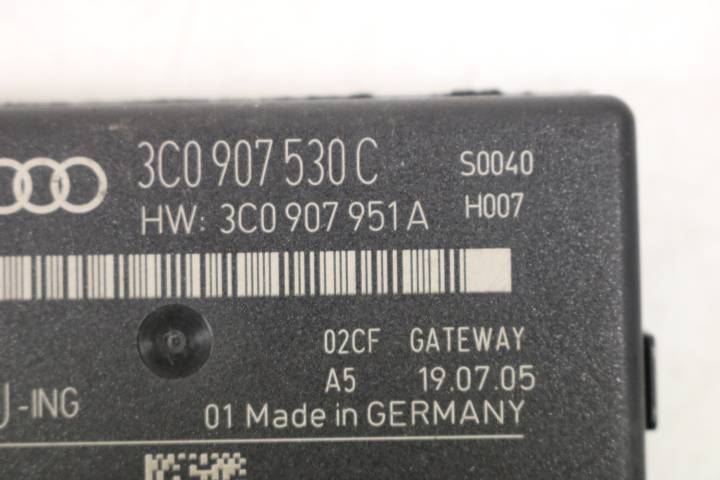 3C0 907 530 C S0040
HW: 3C0 907 951 A H007
02CF GATEWAY
A5 19.07.05
-ING
01 Made in GERMANY